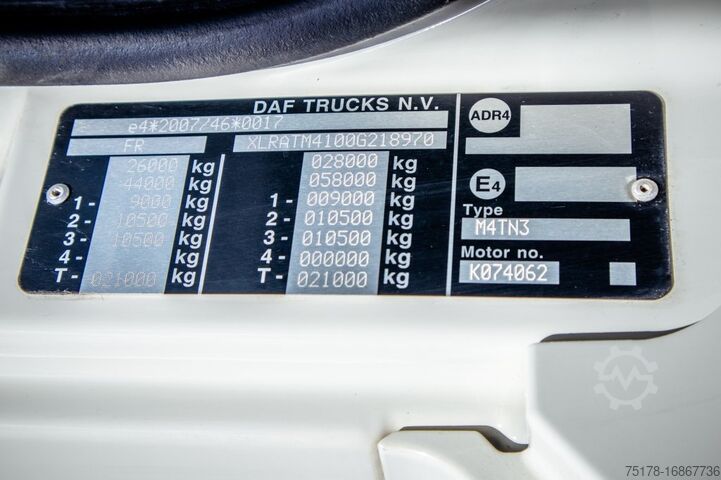 DAF TRUCKS N.V.
e4*2007/46*0017
FR XLRATM4100G218970
26000 kg 028000 kg
44000 kg 058000 kg
1- 9000 kg 1- 009000 kg
2- 10500 kg 2- 010500 kg
3- 10500 kg 3- 010500 kg
4- kg 4- 000000 kg
T- 021000 kg T- 021000 kg
ADR4
E4
Type
M4TN3
Motor no.
K074062
75178-16867736